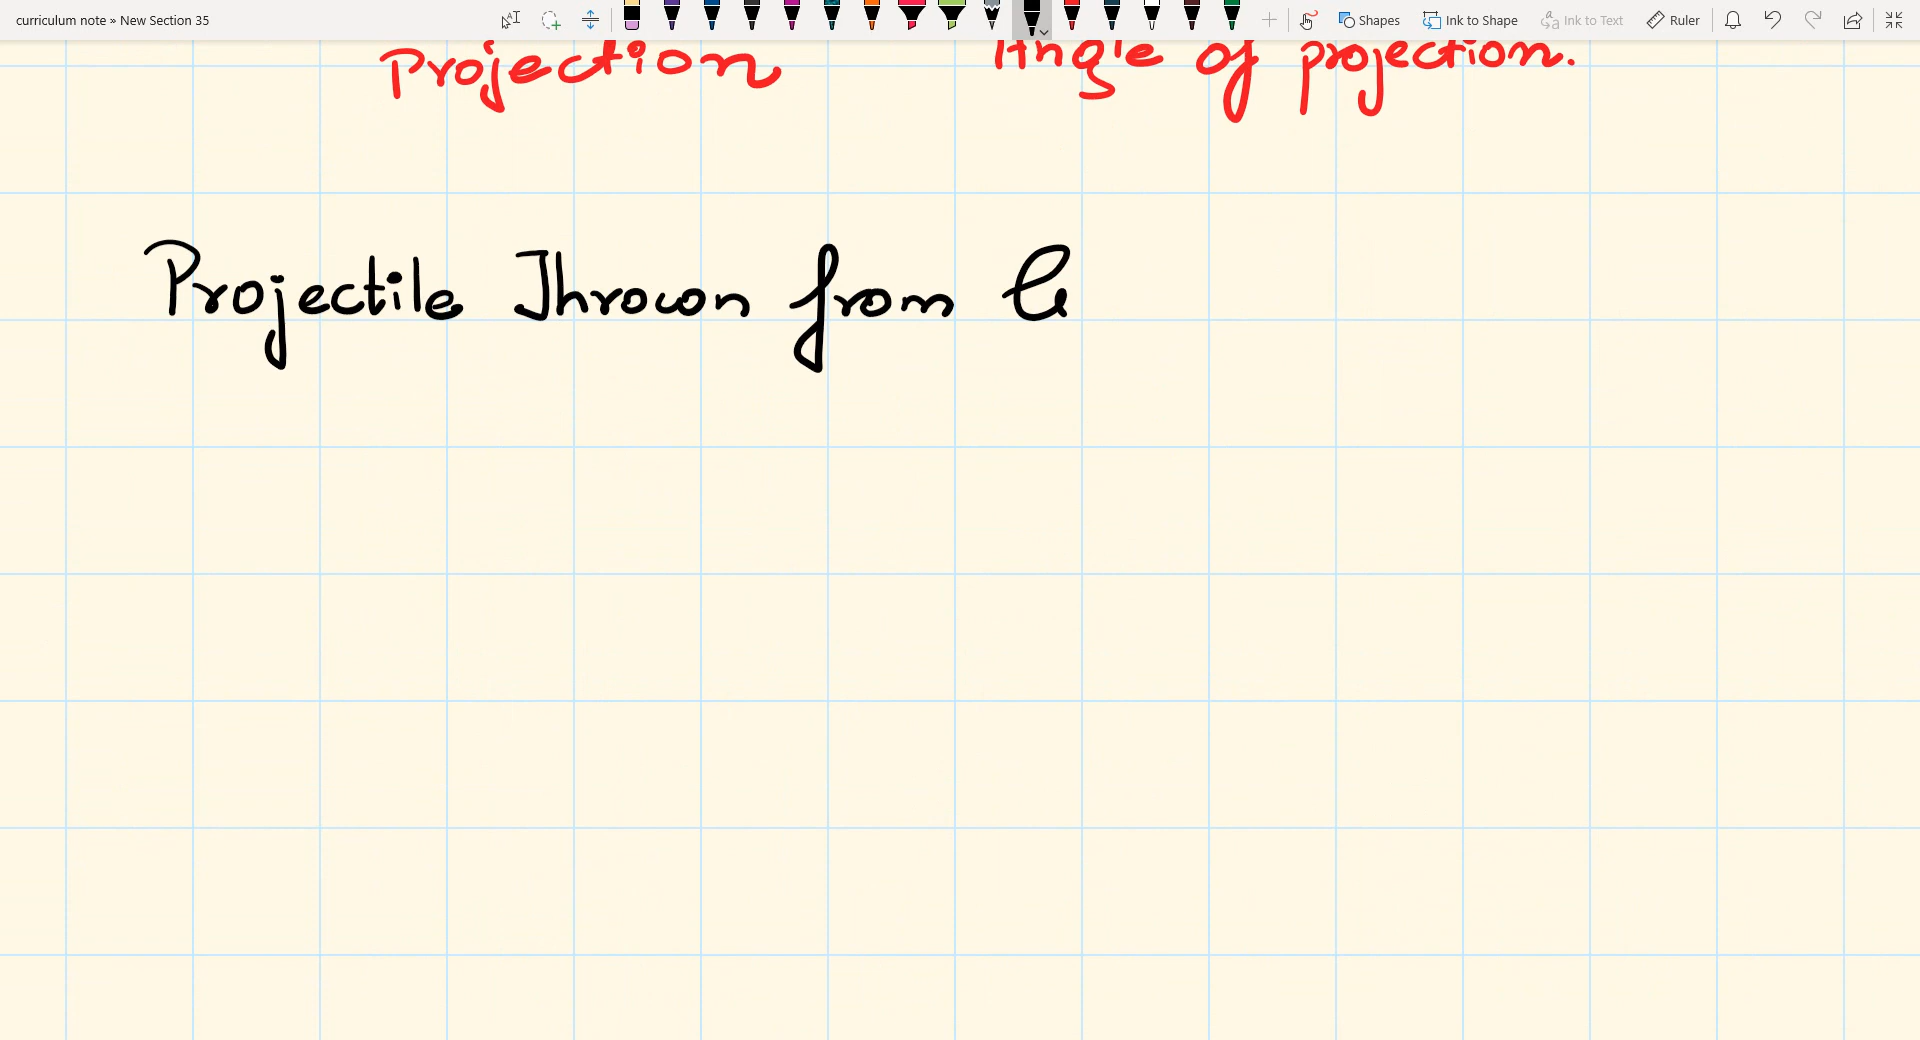 curriculum note » New Section 35
Shapes
Ink to Shape
Ink to Text
Ruler
Projection
Angle of projection.
Projectile Thrown from G